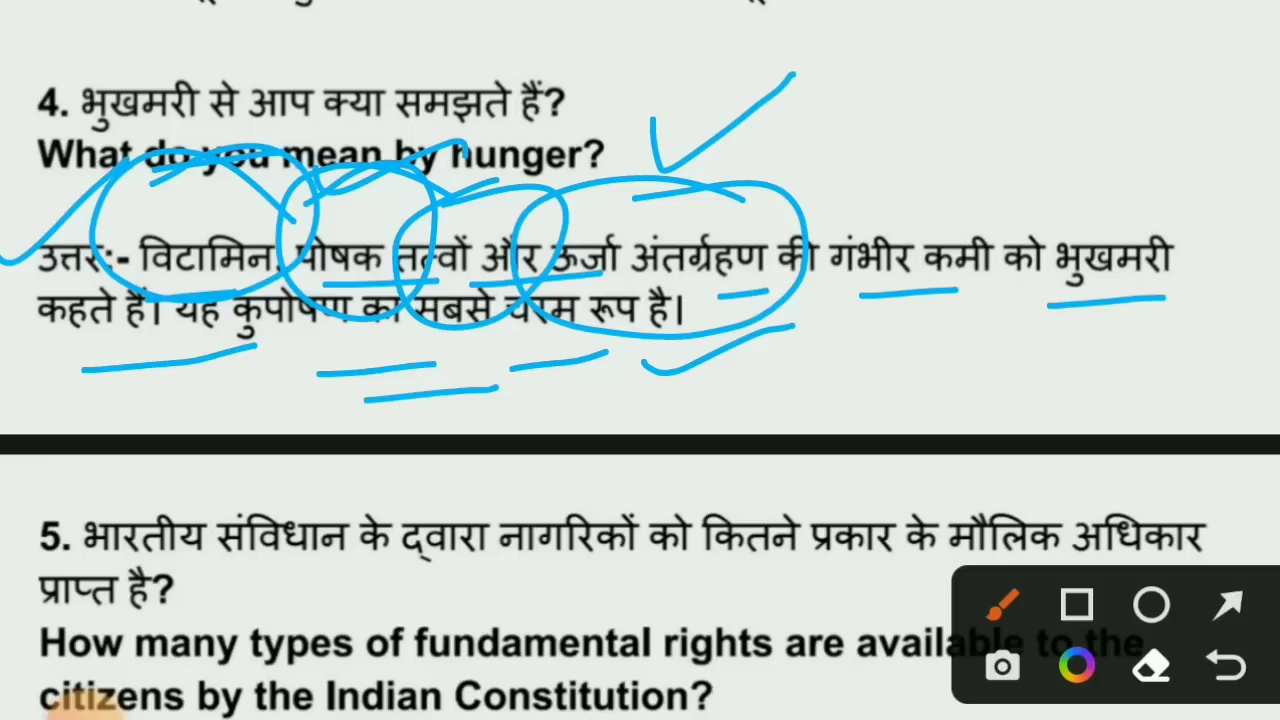 4. भुखमरी से आप क्या समझते हैं?
What do you mean by hunger?
उत्तर:- विटामिन, पोषक तत्वों और ऊर्जा अंतर्ग्रहण की गंभीर कमी को भुखमरी
कहते हैं। यह कुपोषण का सबसे चरम रूप है।
5. भारतीय संविधान के द्वारा नागरिकों को कितने प्रकार के मौलिक अधिकार
प्राप्त है?
How many types of fundamental rights are available to the
citizens by the Indian Constitution?